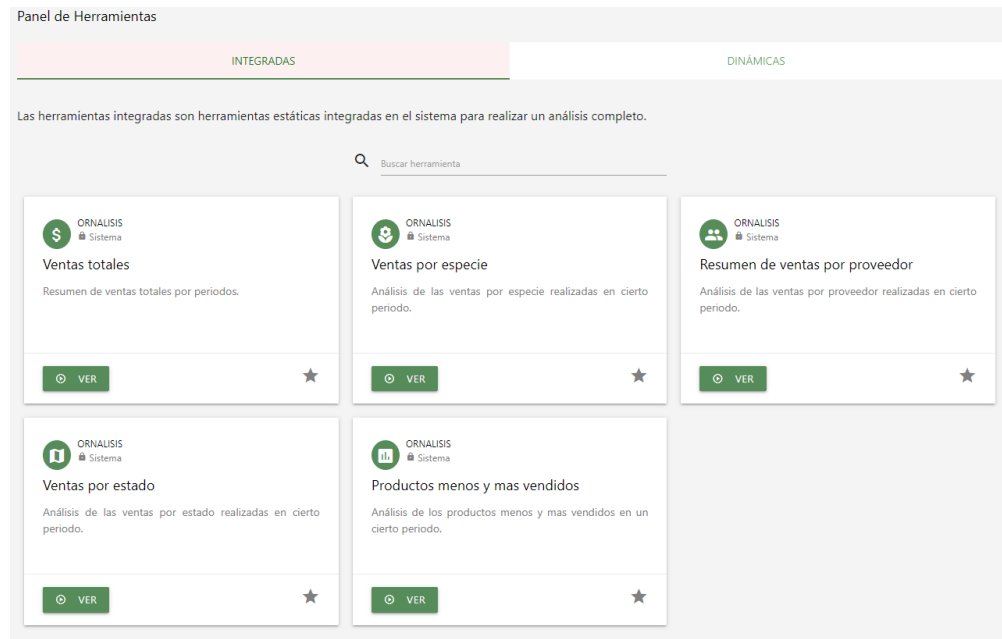 Panel de Herramientas
INTEGRADAS
DINÁMICAS
Las herramientas integradas son herramientas estáticas integradas en el sistema para realizar un análisis completo.
Buscar herramienta
ORNALISIS
Sistema
Ventas totales
Resumen de ventas totales por periodos.
VER
ORNALISIS
Sistema
Ventas por especie
Análisis de las ventas por especie realizadas en cierto
periodo.
VER
ORNALISIS
Sistema
Resumen de ventas por proveedor
Análisis de las ventas por proveedor realizadas en cierto
periodo.
VER
ORNALISIS
Sistema
Ventas por estado
Análisis de las ventas por estado realizadas en cierto
periodo.
VER
ORNALISIS
Sistema
Productos menos y mas vendidos
Análisis de los productos menos y mas vendidos en un
cierto periodo.
VER